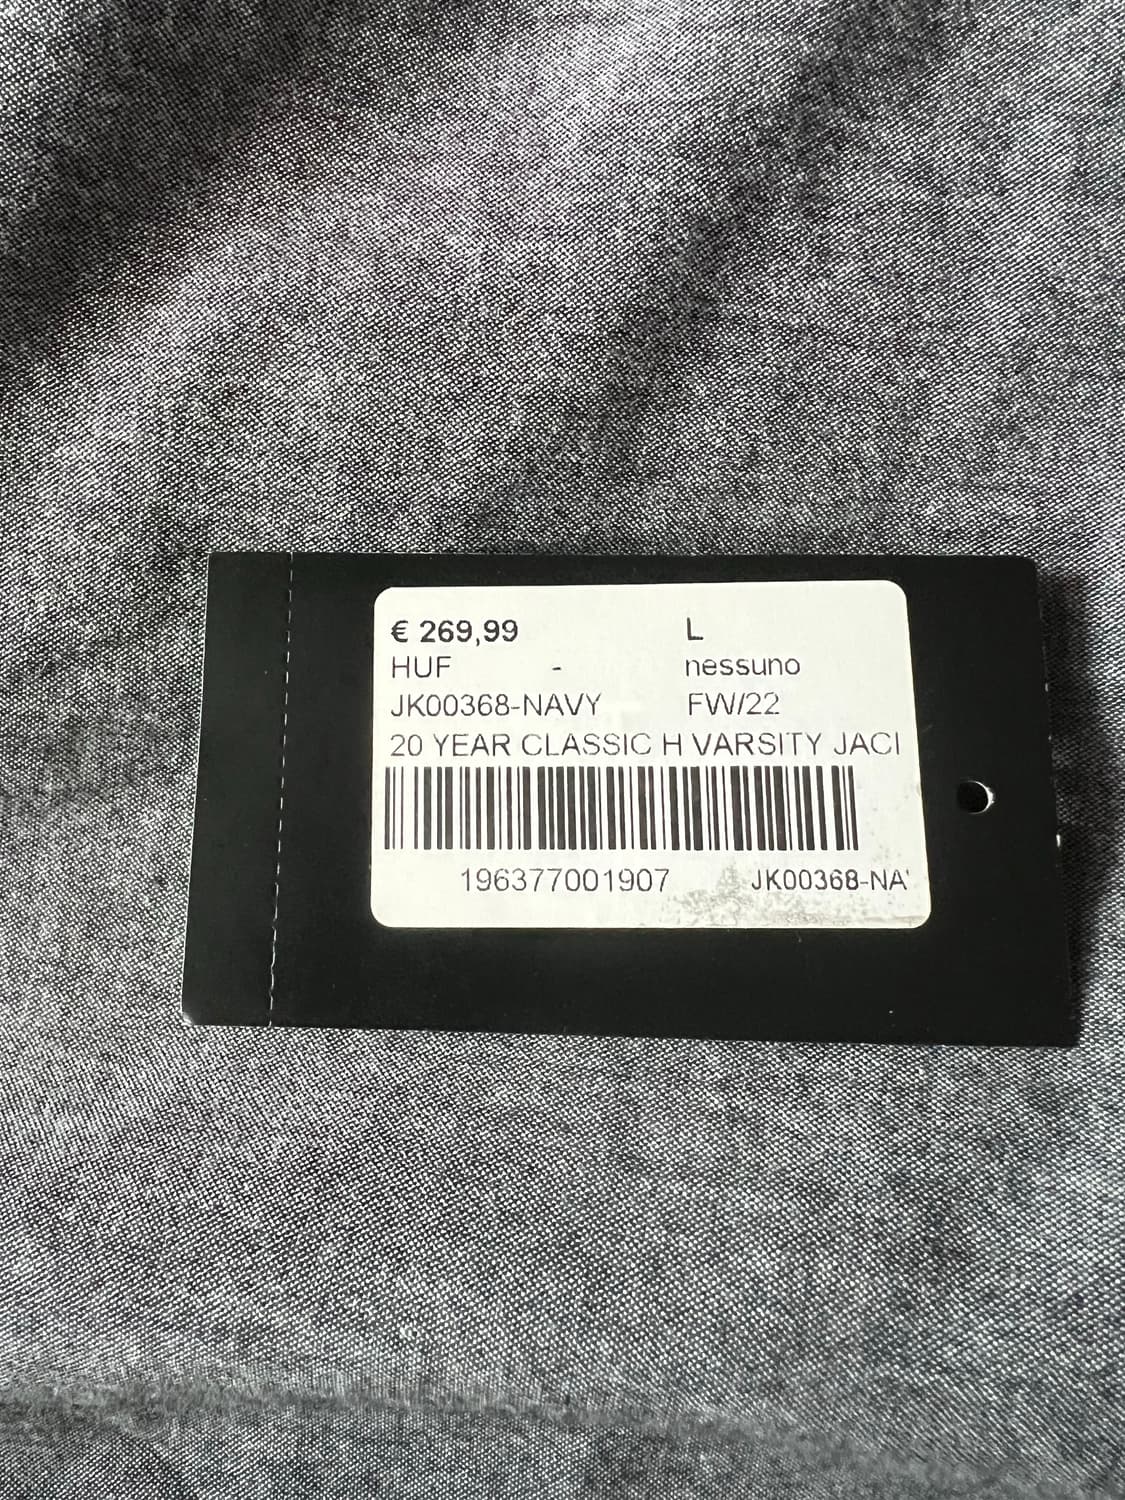 € 269,99 L
HUF - nessuno
JK00368-NAVY FW/22
20 YEAR CLASSIC H VARSITY JACI
196377001907 JK00368-NA'